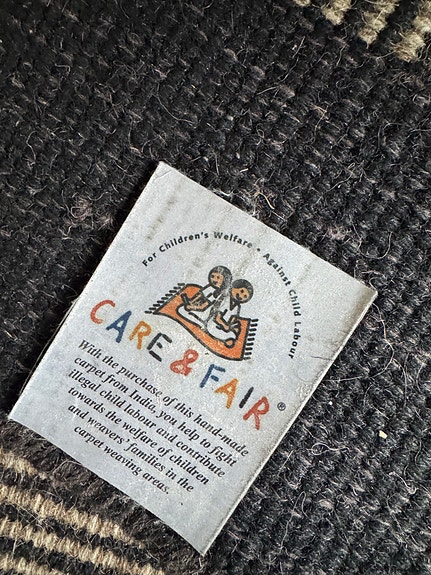 For Children's Welfare • Against Child Labour
CARE & FAIR®
With the purchase of this hand-made
carpet from India, you help to fight
illegal child labour and contribute
towards the welfare of children
and weavers' families in the
carpet weaving areas.